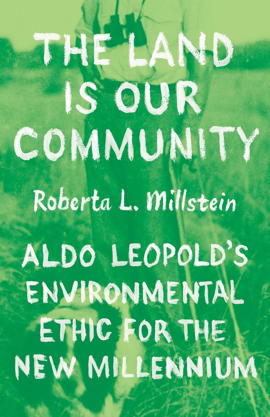 THE LAND
IS OUR
COMMUNITY
Roberta L. Millstein
ALDO LEOPOLD'S
ENVIRONMENTAL
ETHIC FOR THE
NEW MILLENNIUM